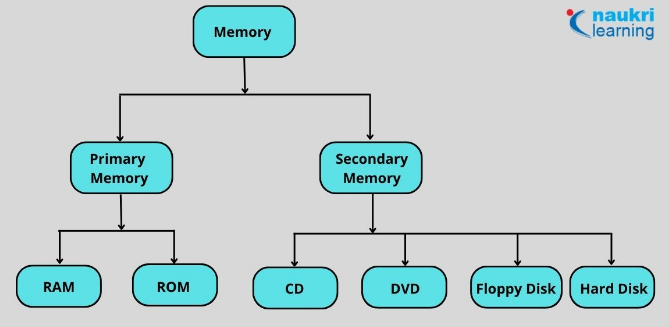 naukri
learning
Memory
Primary
Memory
Secondary
Memory
RAM
ROM
CD
DVD
Floppy Disk
Hard Disk